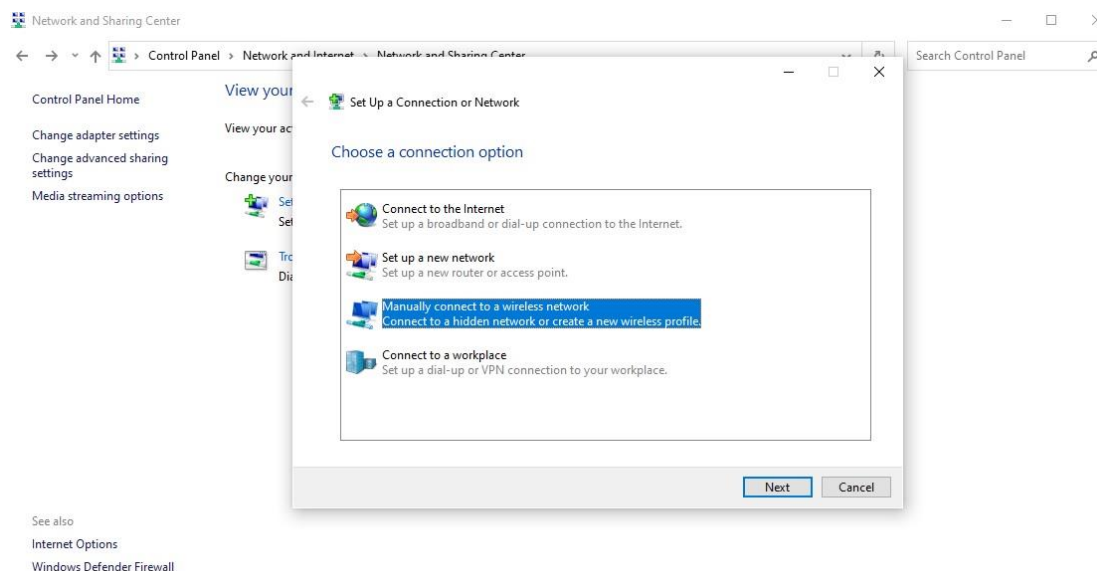 Network and Sharing Center
Control Panel > Network and Internet > Network and Sharing Center
Search Control Panel
Control Panel Home
Change adapter settings
Change advanced sharing
settings
Media streaming options
View your
View your ac
Change your
Set
Set
Tro
Dia
Set Up a Connection or Network
Choose a connection option
Connect to the Internet
Set up a broadband or dial-up connection to the Internet.
Set up a new network
Set up a new router or access point.
Manually connect to a wireless network
Connect to a hidden network or create a new wireless profile.
Connect to a workplace
Set up a dial-up or VPN connection to your workplace.
Next
Cancel
See also
Internet Options
Windows Defender Firewall